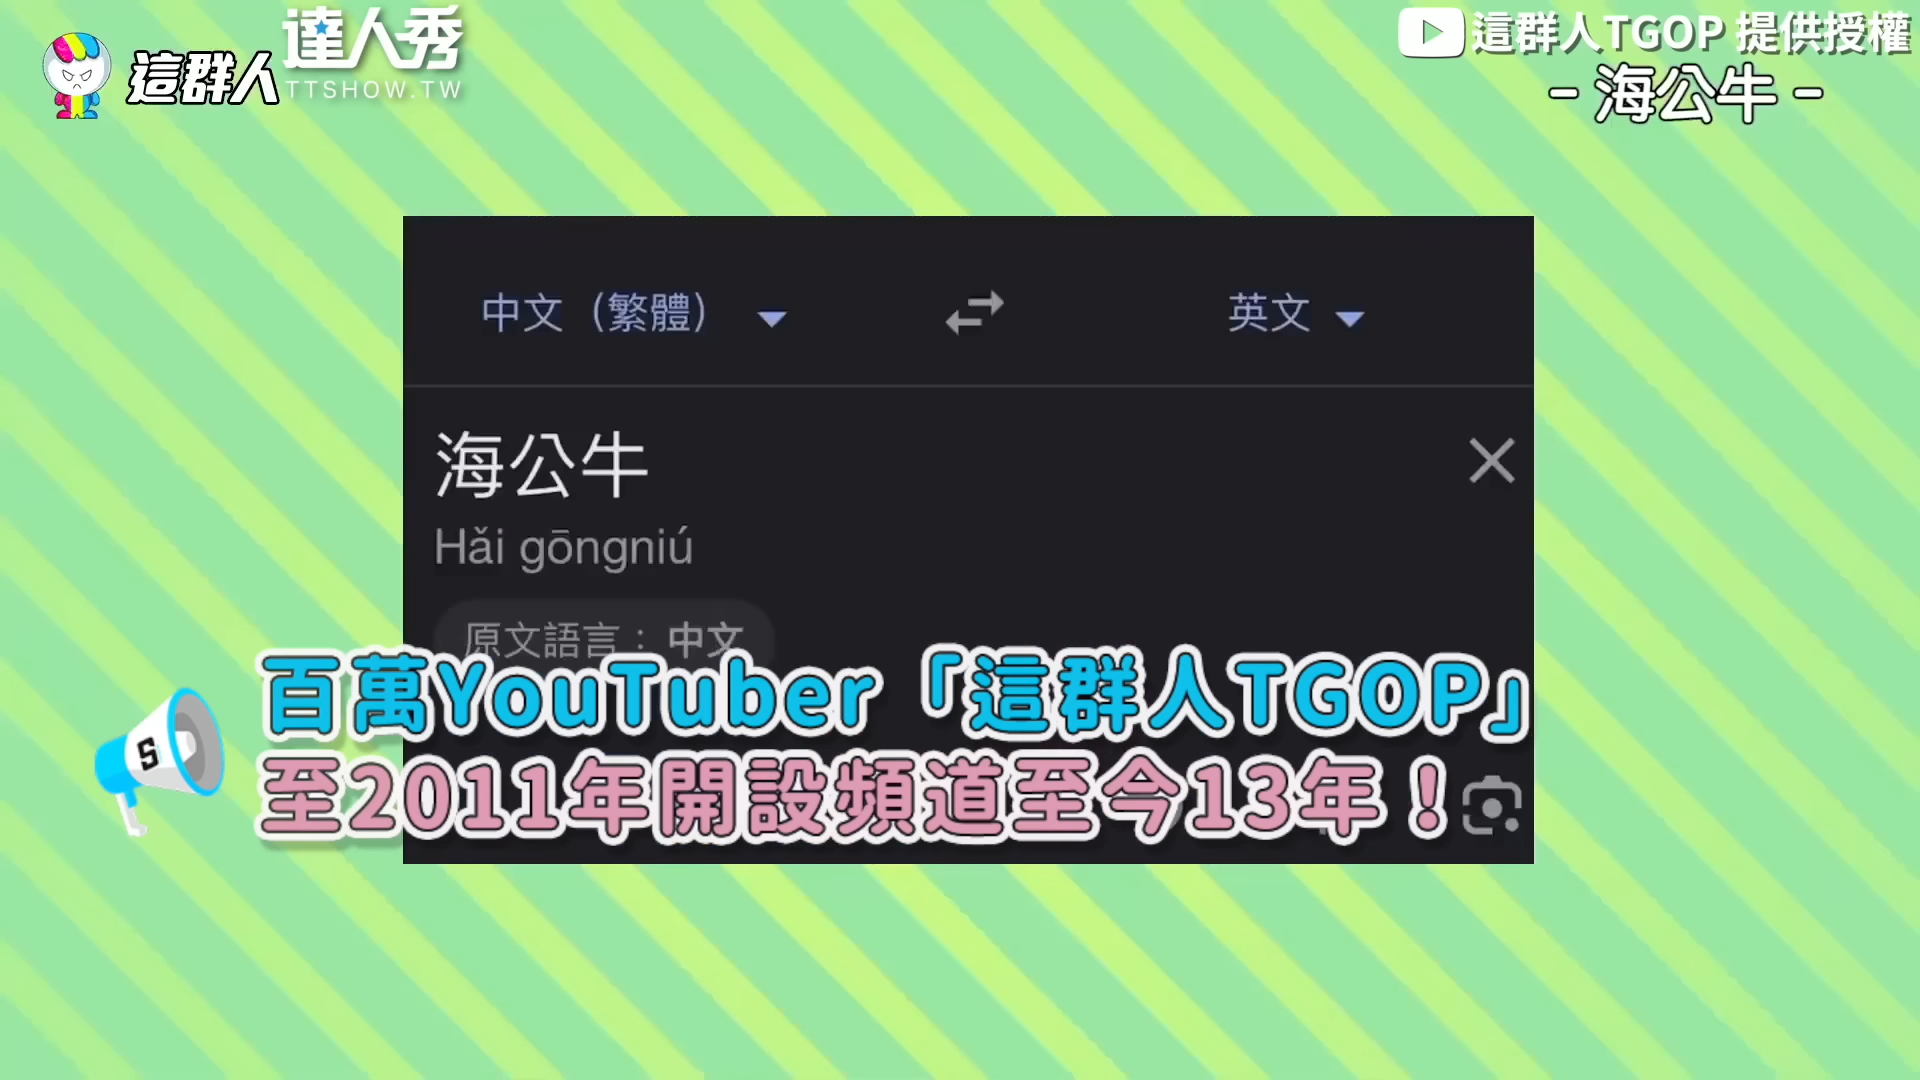 這群人
達人秀
TTSHOW.TW
這群人TGOP 提供授權
- 海公牛 -
中文（繁體）
英文
海公牛
Hǎi gōngniú
原文語言： 中文
S
百萬YouTuber「這群人TGOP」
至2011年開設頻道至今13年！